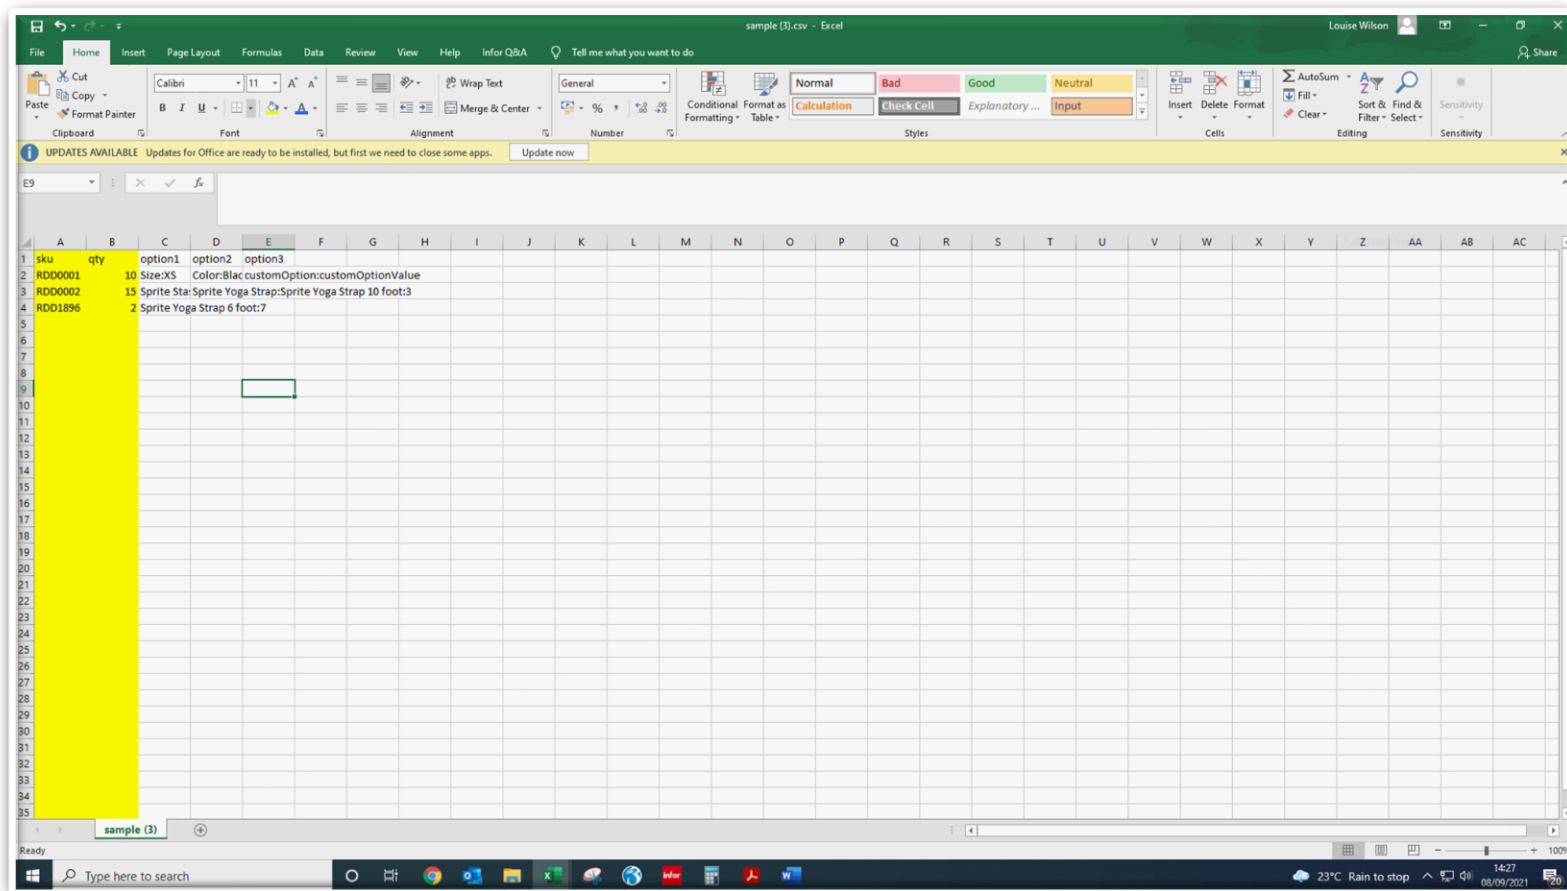 sample (3).csv - Excel
Louise Wilson
File Home Insert Page Layout Formulas Data Review View Help Infor Q&A Tell me what you want to do Share
Paste
Cut
Copy
Format Painter
Clipboard
Calibri 11
B I U
Font
Wrap Text
Merge & Center
Alignment
General
Number
Conditional Formatting
Format as Table
Normal Bad Good Neutral
Calculation Check Cell Explanatory ... Input
Styles
Insert Delete Format
Cells
AutoSum
Fill
Clear
Sort & Filter
Find & Select
Editing
Sensitivity
Sensitivity
UPDATES AVAILABLE Updates for Office are ready to be installed, but first we need to close some apps. Update now
E9 fx
A B C D E F G H I J K L M N O P Q R S T U V W X Y Z AA AB AC
1 sku qty option1 option2 option3
2 RDD0001 10 Size:XS Color:Blac customOption:customOptionValue
3 RDD0002 15 Sprite Sta: Sprite Yoga Strap:Sprite Yoga Strap 10 foot:3
4 RDD1896 2 Sprite Yoga Strap 6 foot:7
5
6
7
8
9
10
11
12
13
14
15
16
17
18
19
20
21
22
23
24
25
26
27
28
29
30
31
32
33
34
35
sample (3)
Ready
100%
Type here to search
infor
23°C Rain to stop
14:27
08/09/2021
20